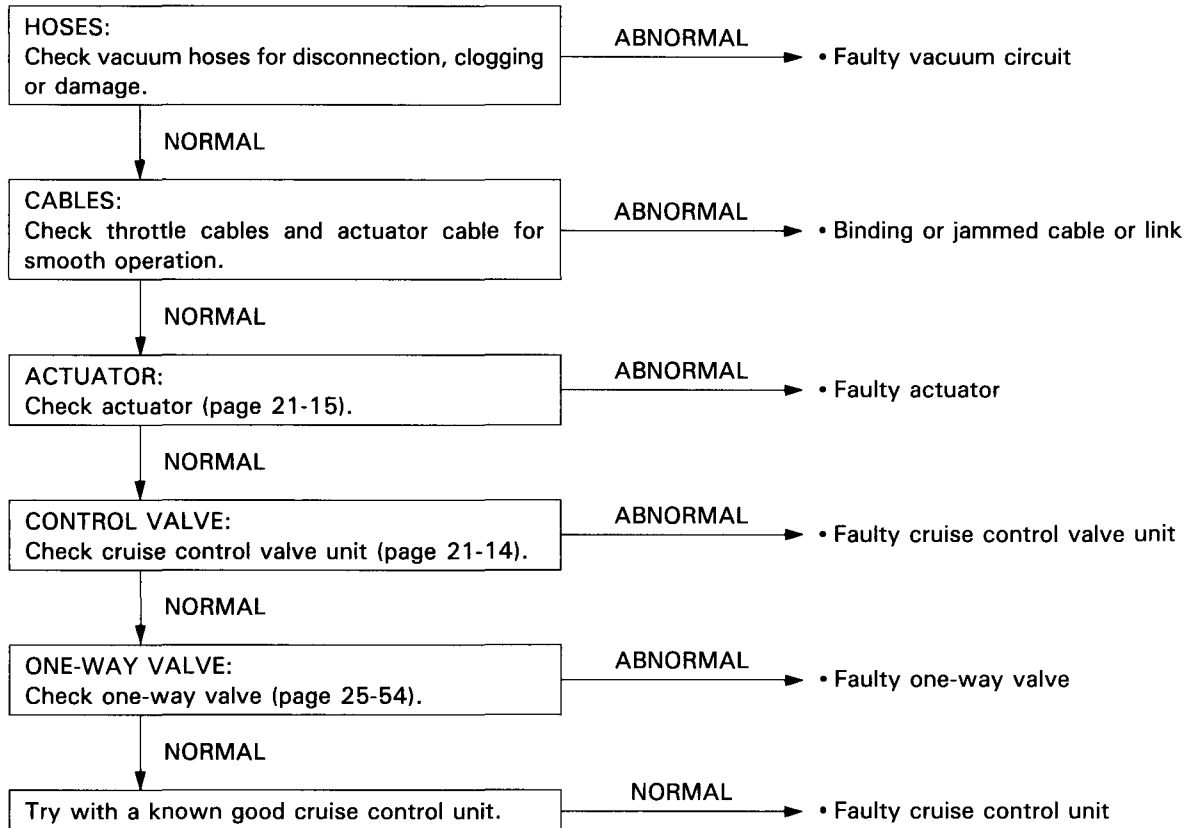 HOSES:
Check vacuum hoses for disconnection, clogging
or damage.
ABNORMAL
• Faulty vacuum circuit
NORMAL
CABLES:
Check throttle cables and actuator cable for
smooth operation.
ABNORMAL
• Binding or jammed cable or link
NORMAL
ACTUATOR:
Check actuator (page 21-15).
ABNORMAL
• Faulty actuator
NORMAL
CONTROL VALVE:
Check cruise control valve unit (page 21-14).
ABNORMAL
• Faulty cruise control valve unit
NORMAL
ONE-WAY VALVE:
Check one-way valve (page 25-54).
ABNORMAL
• Faulty one-way valve
NORMAL
Try with a known good cruise control unit.
NORMAL
• Faulty cruise control unit